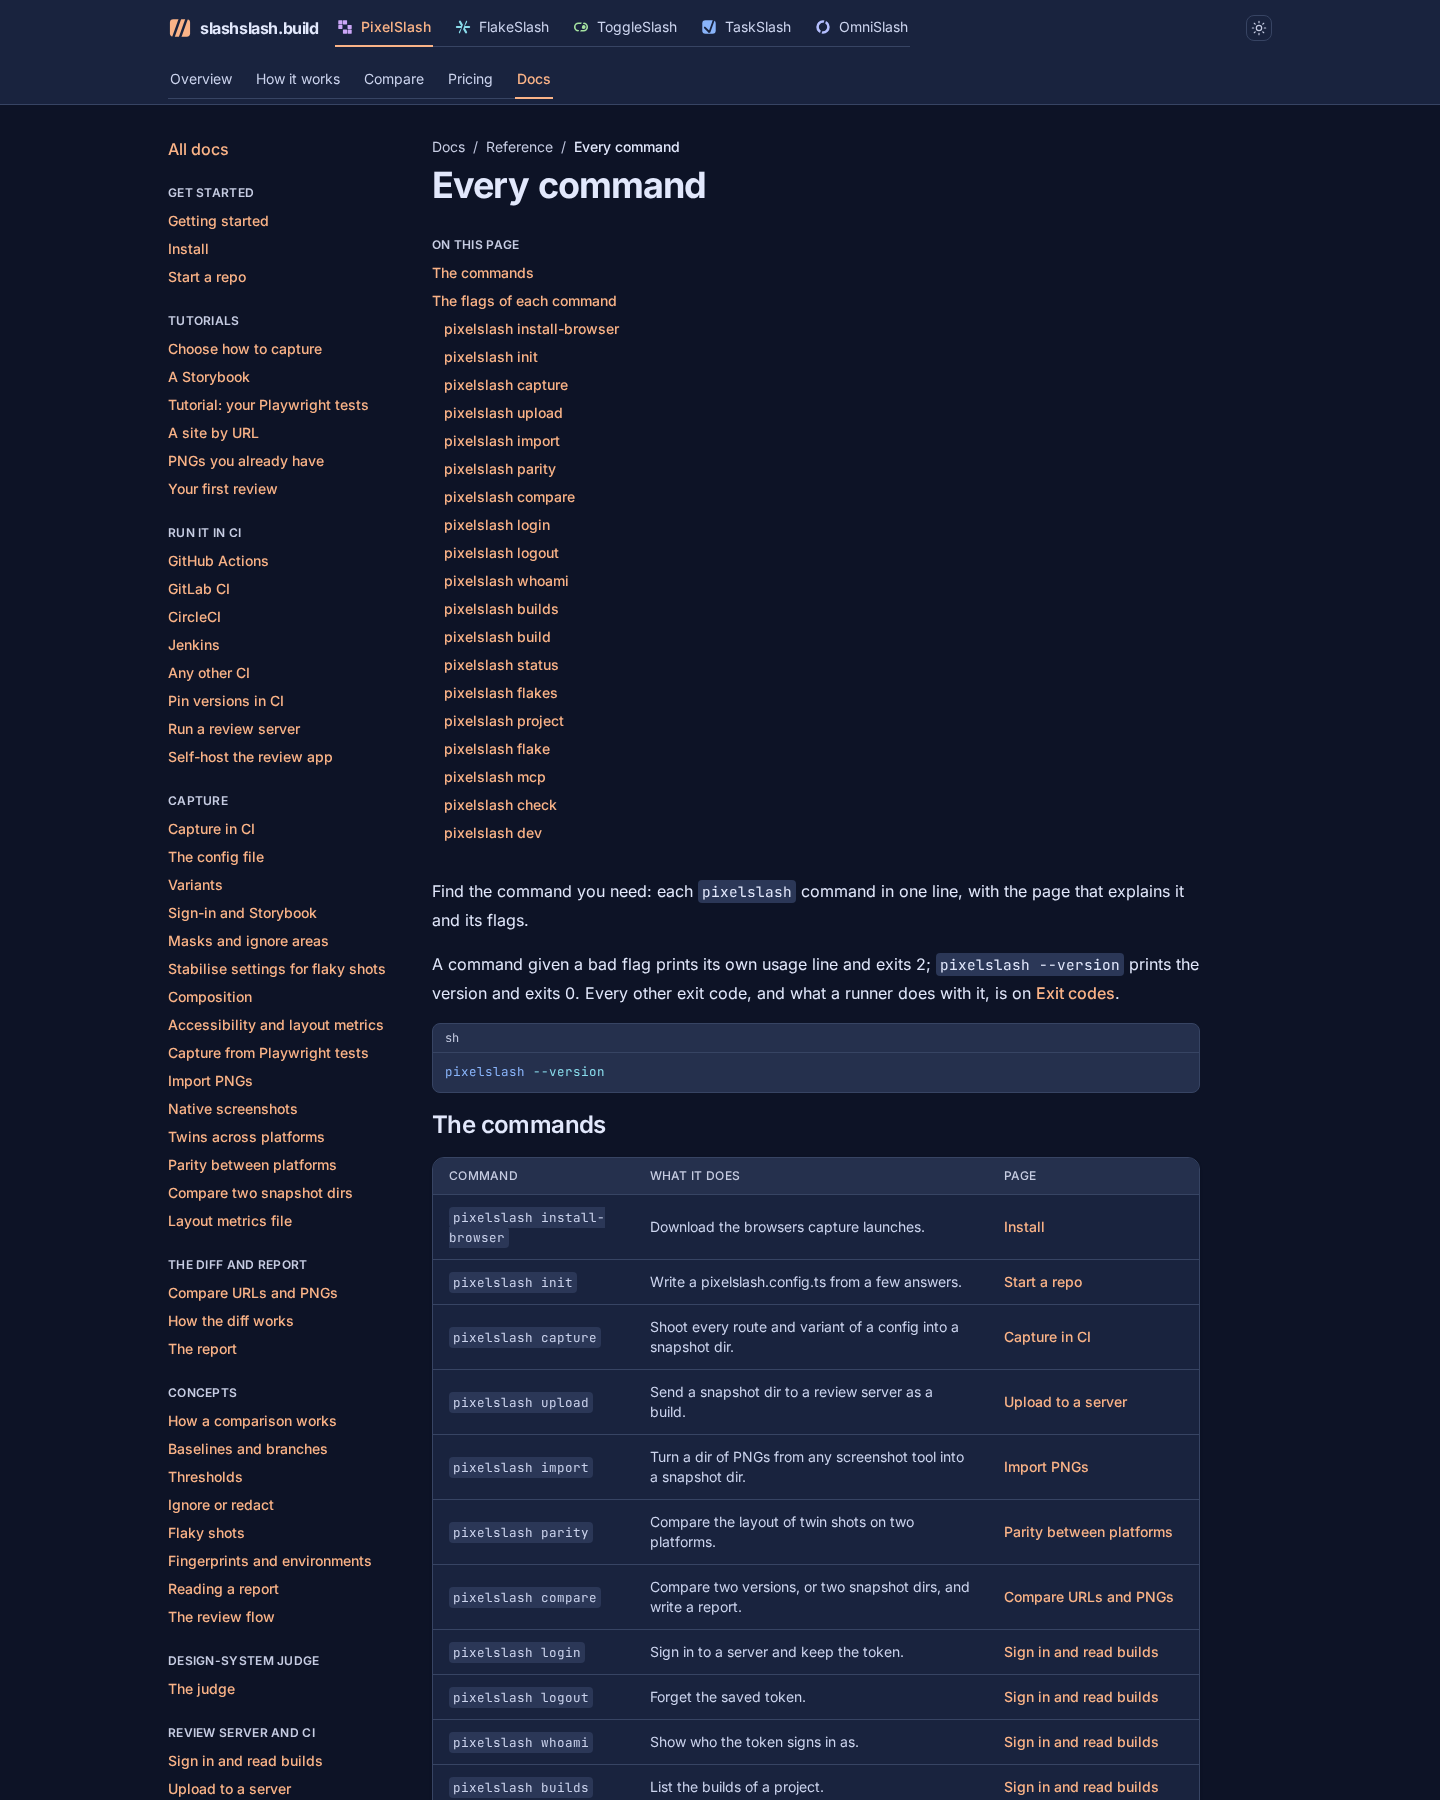 slashslash.build
PixelSlash
FlakeSlash
ToggleSlash
TaskSlash
OmniSlash
Overview
How it works
Compare
Pricing
Docs
All docs
GET STARTED
Getting started
Install
Start a repo
TUTORIALS
Choose how to capture
A Storybook
Tutorial: your Playwright tests
A site by URL
PNGs you already have
Your first review
RUN IT IN CI
GitHub Actions
GitLab CI
CircleCI
Jenkins
Any other CI
Pin versions in CI
Run a review server
Self-host the review app
CAPTURE
Capture in CI
The config file
Variants
Sign-in and Storybook
Masks and ignore areas
Stabilise settings for flaky shots
Composition
Accessibility and layout metrics
Capture from Playwright tests
Import PNGs
Native screenshots
Twins across platforms
Parity between platforms
Compare two snapshot dirs
Layout metrics file
THE DIFF AND REPORT
Compare URLs and PNGs
How the diff works
The report
CONCEPTS
How a comparison works
Baselines and branches
Thresholds
Ignore or redact
Flaky shots
Fingerprints and environments
Reading a report
The review flow
DESIGN-SYSTEM JUDGE
The judge
REVIEW SERVER AND CI
Sign in and read builds
Upload to a server
Docs / Reference / Every command
Every command
ON THIS PAGE
The commands
The flags of each command
pixelslash install-browser
pixelslash init
pixelslash capture
pixelslash upload
pixelslash import
pixelslash parity
pixelslash compare
pixelslash login
pixelslash logout
pixelslash whoami
pixelslash builds
pixelslash build
pixelslash status
pixelslash flakes
pixelslash project
pixelslash flake
pixelslash mcp
pixelslash check
pixelslash dev
Find the command you need: each pixelslash command in one line, with the page that explains it
and its flags.
A command given a bad flag prints its own usage line and exits 2; pixelslash --version prints the
version and exits 0. Every other exit code, and what a runner does with it, is on Exit codes.
sh
pixelslash --version
The commands
COMMAND
WHAT IT DOES
PAGE
pixelslash install-
browser
Download the browsers capture launches.
Install
pixelslash init
Write a pixelslash.config.ts from a few answers.
Start a repo
pixelslash capture
Shoot every route and variant of a config into a
snapshot dir.
Capture in CI
pixelslash upload
Send a snapshot dir to a review server as a
build.
Upload to a server
pixelslash import
Turn a dir of PNGs from any screenshot tool into
a snapshot dir.
Import PNGs
pixelslash parity
Compare the layout of twin shots on two
platforms.
Parity between platforms
pixelslash compare
Compare two versions, or two snapshot dirs, and
write a report.
Compare URLs and PNGs
pixelslash login
Sign in to a server and keep the token.
Sign in and read builds
pixelslash logout
Forget the saved token.
Sign in and read builds
pixelslash whoami
Show who the token signs in as.
Sign in and read builds
pixelslash builds
List the builds of a project.
Sign in and read builds